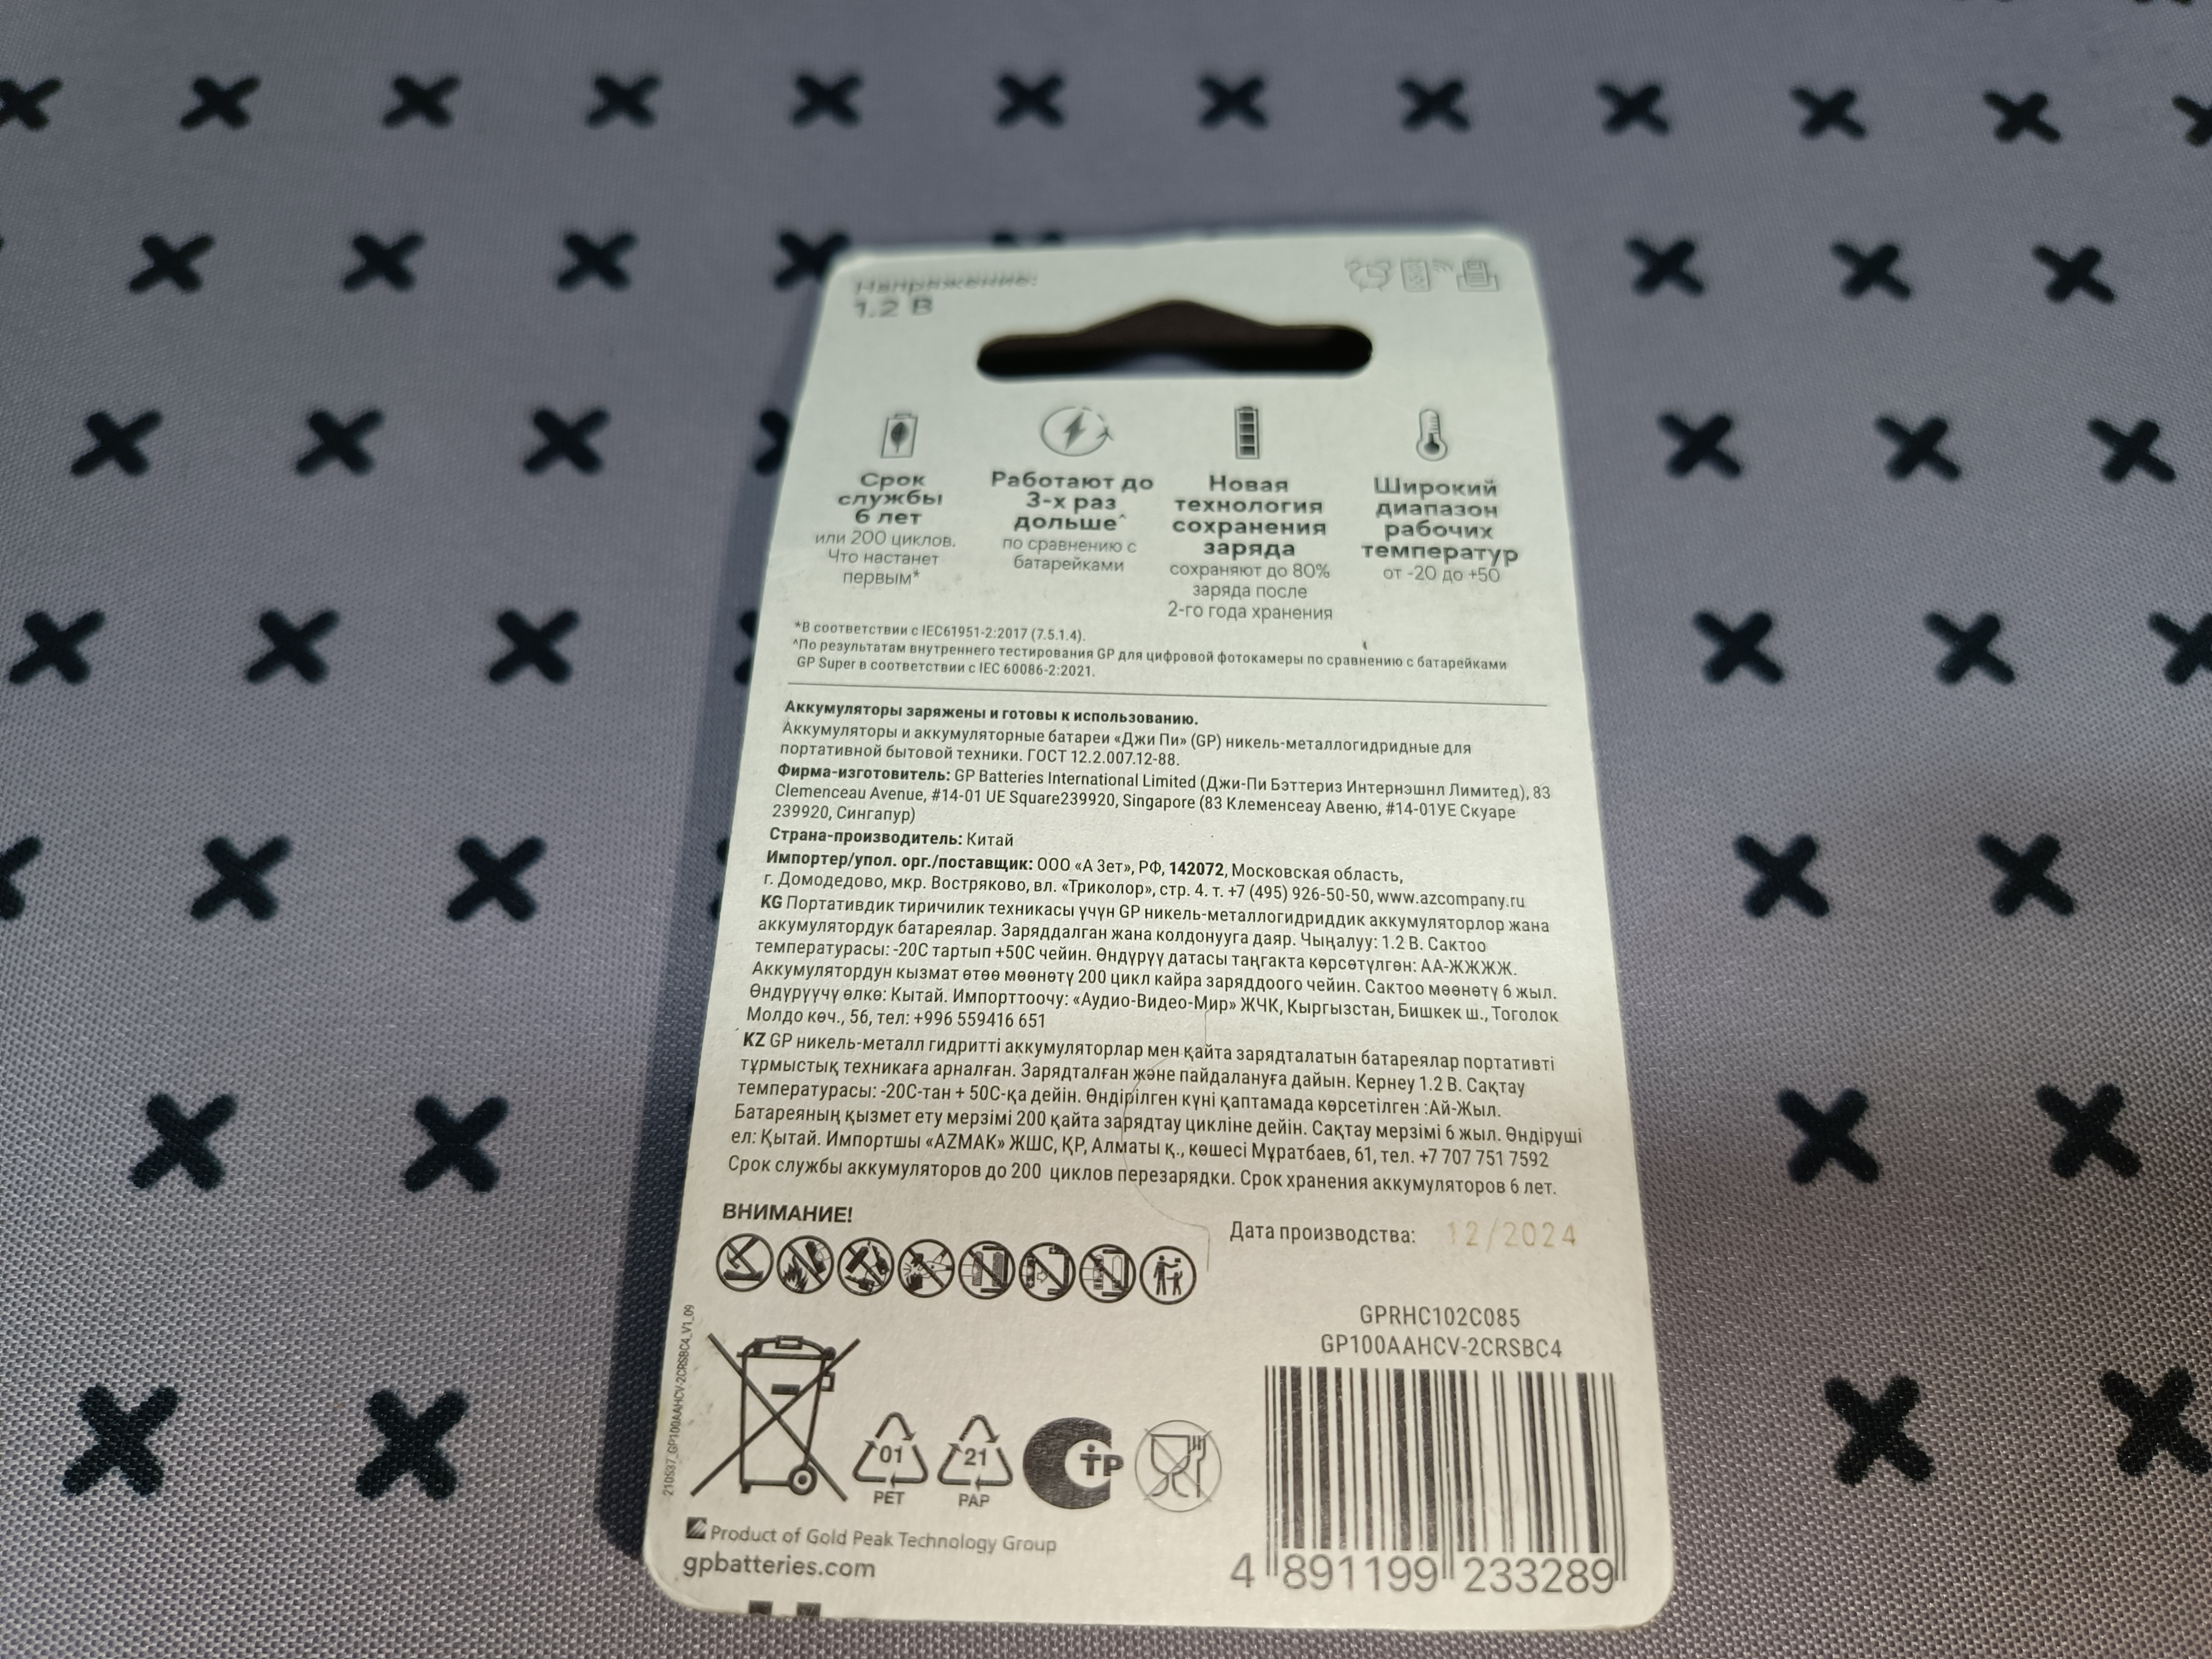 Напряжение:
1.2 В
Срок
службы
6 лет
или 200 циклов.
Что настанет
первым*
Работают до
3-х раз
дольше^
по сравнению с
батарейками
Новая
технология
сохранения
заряда
сохраняют до 80%
заряда после
2-го года хранения
Широкий
диапазон
рабочих
температур
от -20 до +50
*В соответствии с IEC61951-2:2017 (7.5.1.4).
^По результатам внутреннего тестирования GP для цифровой фотокамеры по сравнению с батарейками
GP Super в соответствии с IEC 60086-2:2021.
Аккумуляторы заряжены и готовы к использованию.
Аккумуляторы и аккумуляторные батареи «Джи Пи» (GP) никель-металлогидридные для
портативной бытовой техники. ГОСТ 12.2.007.12-88.
Фирма-изготовитель: GP Batteries International Limited (Джи-Пи Бэттериз Интернэшнл Лимитед), 83
Clemenceau Avenue, #14-01 UE Square239920, Singapore (83 Клеменсеау Авеню, #14-01УЕ Скуаре
239920, Сингапур)
Страна-производитель: Китай
Импортер/упол. орг./поставщик: ООО «А Зет», РФ, 142072, Московская область,
г. Домодедово, мкр. Востряково, вл. «Триколор», стр. 4. т. +7 (495) 926-50-50, www.azcompany.ru
KG Портативдик тиричилик техникасы үчүн GP никель-металлогидриддик аккумуляторлор жана
аккумулятордук батареялар. Заряддалган жана колдонууга даяр. Чыңалуу: 1.2 В. Сактоо
температурасы: -20С тартып +50С чейин. Өндүрүү датасы таңгакта көрсөтүлгөн: АА-ЖЖЖЖ.
Аккумулятордун кызмат өтөө мөөнөтү 200 цикл кайра заряддоого чейин. Сактоо мөөнөтү 6 жыл.
Өндүрүүчү өлкө: Кытай. Импорттоочу: «Аудио-Видео-Мир» ЖЧК, Кыргызстан, Бишкек ш., Тоголок
Молдо көч., 56, тел: +996 559416 651
KZ GP никель-металл гидритті аккумуляторлар мен қайта зарядталатын батареялар портативті
тұрмыстық техникаға арналған. Зарядталған және пайдалануға дайын. Кернеу 1.2 В. Сақтау
температурасы: -20С-тан + 50С-қа дейін. Өндірілген күні қаптамада көрсетілген :Ай-Жыл.
Батареяның қызмет ету мерзімі 200 қайта зарядтау цикліне дейін. Сақтау мерзімі 6 жыл. Өндіруші
ел: Қытай. Импортшы «AZMAK» ЖШС, ҚР, Алматы қ., көшесі Мұратбаев, 61, тел. +7 707 751 7592
Срок службы аккумуляторов до 200 циклов перезарядки. Срок хранения аккумуляторов 6 лет.
ВНИМАНИЕ!
Дата производства: 12/2024
GPRHC102C085
GP100AAHCV-2CRSBC4
210537_GP100AAHCV-2CRSBC4_V1_09
01
PET
21
PAP
СТР
Product of Gold Peak Technology Group
gpbatteries.com
4 891199 233289